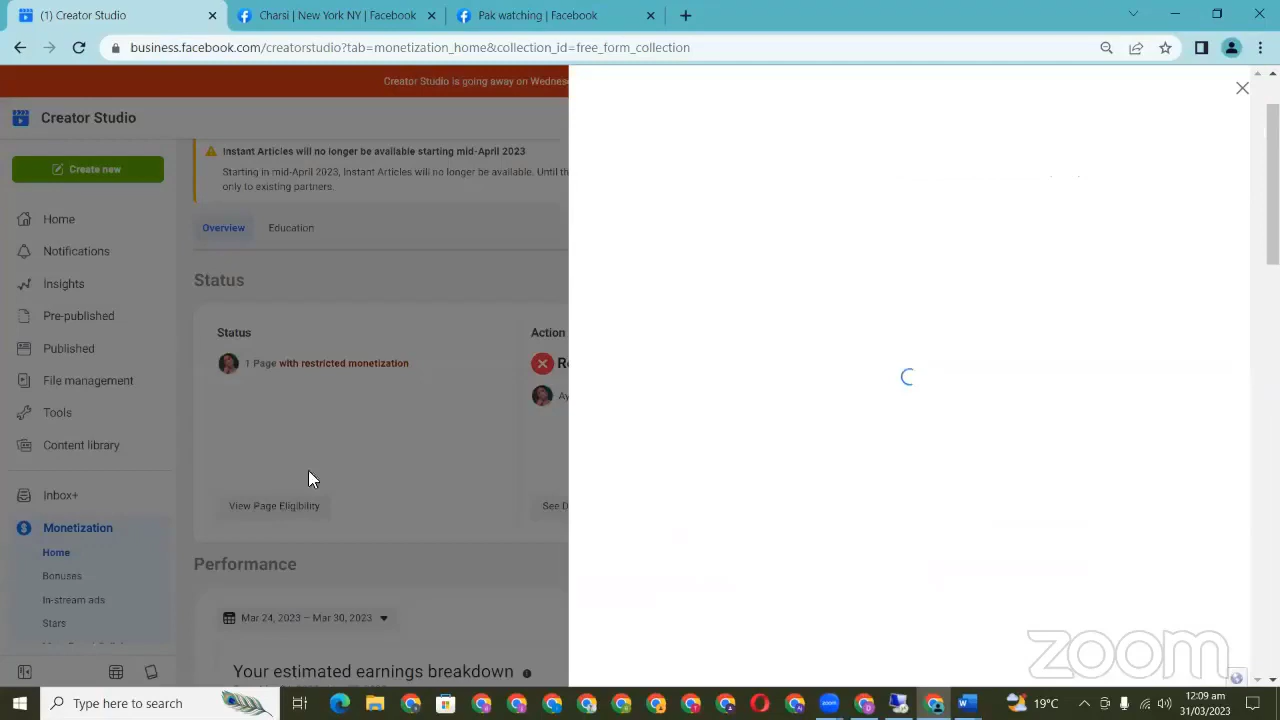 (1) Creator Studio
Charsi | New York NY | Facebook
Pak watching | Facebook
business.facebook.com/creatorstudio?tab=monetization_home&collection_id=free_form_collection
Creator Studio is going away on Wednes
Creator Studio
Create new
Home
Notifications
Insights
Pre-published
Published
File management
Tools
Content library
Inbox+
Monetization
Home
Bonuses
In-stream ads
Stars
Instant Articles will no longer be available starting mid-April 2023
Starting in mid-April 2023, Instant Articles will no longer be available. Until th
only to existing partners.
Overview
Education
Status
Status
1 Page with restricted monetization
View Page Eligibility
Action
R
Ay
See D
Performance
Mar 24, 2023 – Mar 30, 2023
Your estimated earnings breakdown
zoom
Type here to search
zoom
19°C
12:09 am
31/03/2023